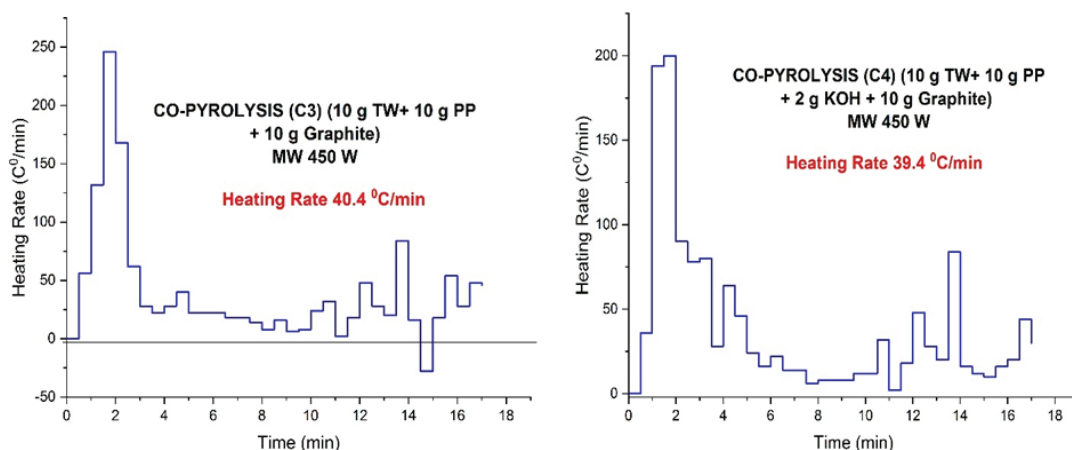 250
200
150
100
50
0
-50
Heating Rate (C⁰/min)
CO-PYROLYSIS (C3) (10 g TW+ 10 g PP
+ 10 g Graphite)
MW 450 W
Heating Rate 40.4 ⁰C/min
0 2 4 6 8 10 12 14 16 18
Time (min)
200
150
100
50
0
Heating Rate (C⁰/min)
CO-PYROLYSIS (C4) (10 g TW+ 10 g PP
+ 2 g KOH + 10 g Graphite)
MW 450 W
Heating Rate 39.4 ⁰C/min
0 2 4 6 8 10 12 14 16 18
Time (min)